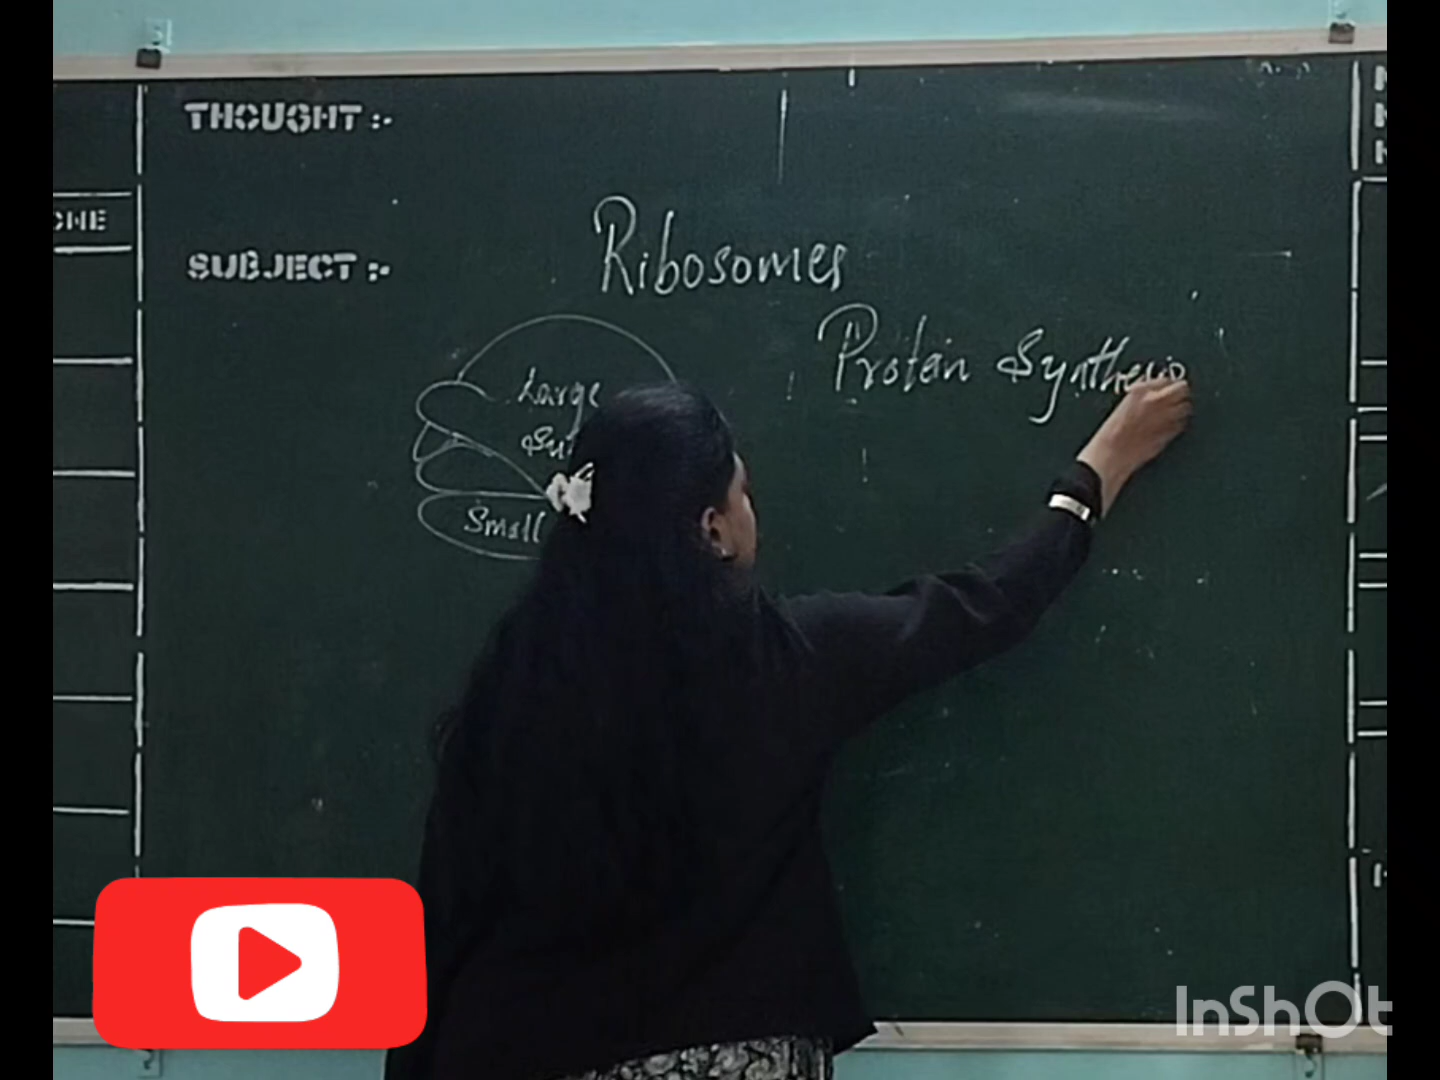 THOUGHT :-
SUBJECT :-
Ribosomes
Protein Synthesis
Large
Small
InShOt